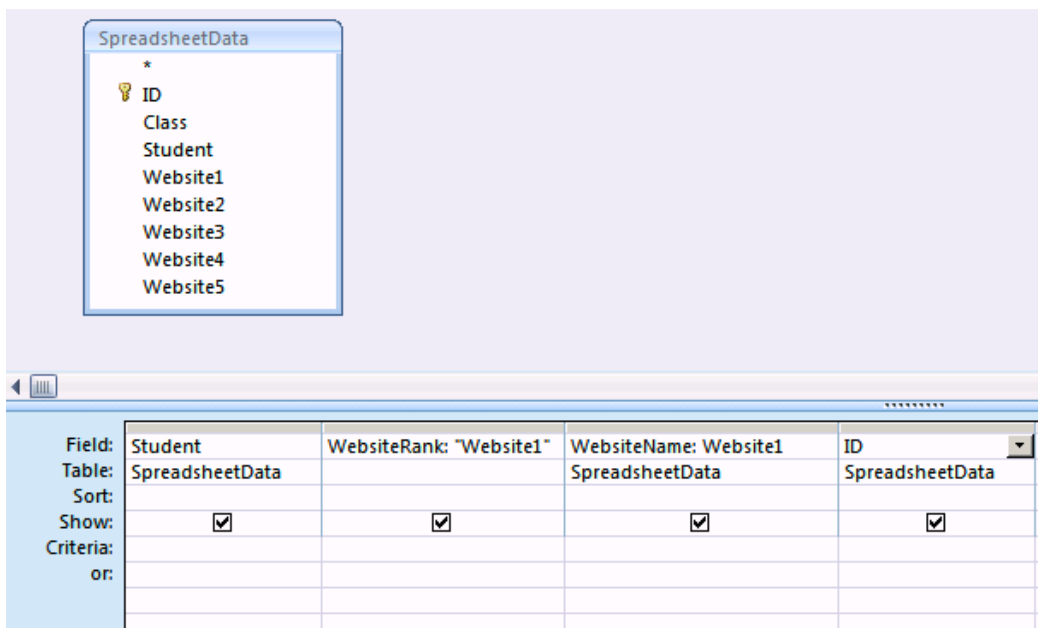 SpreadsheetData
*
ID
Class
Student
Website1
Website2
Website3
Website4
Website5
Field: Student WebsiteRank: "Website1" WebsiteName: Website1 ID
Table: SpreadsheetData SpreadsheetData SpreadsheetData
Sort:
Show:
Criteria:
or: